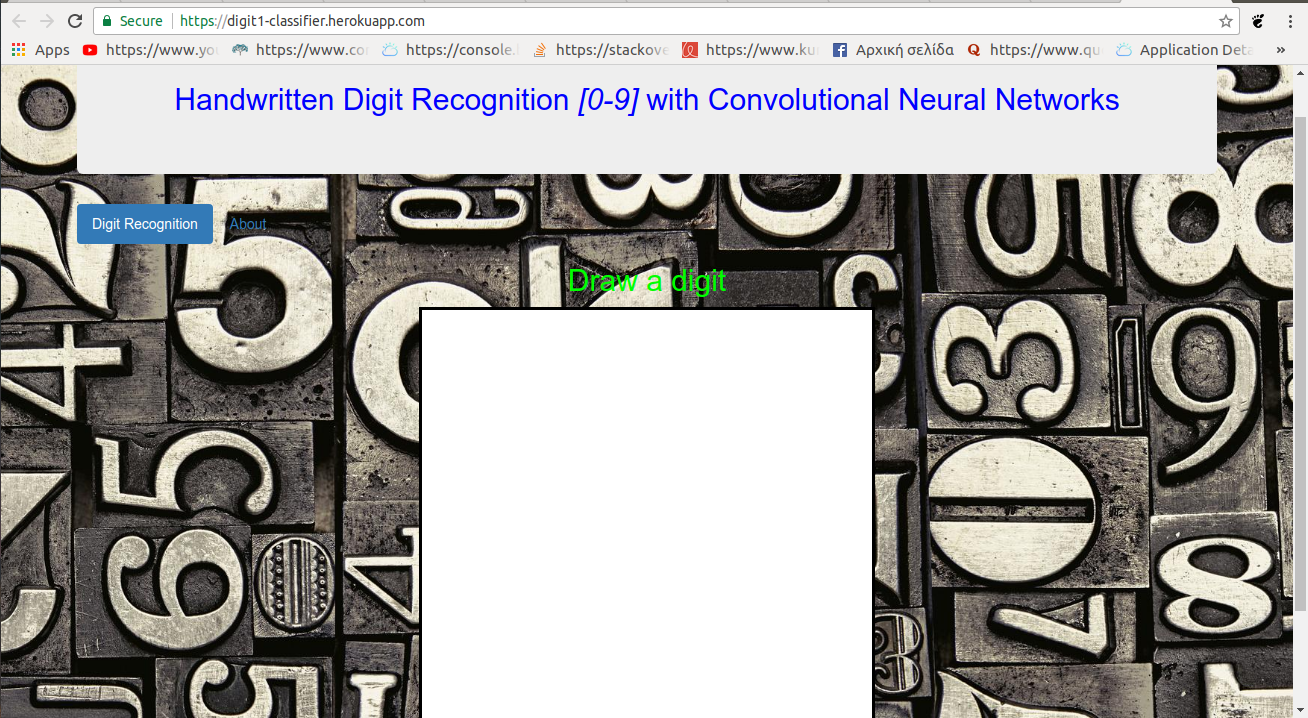 Secure https://digit1-classifier.herokuapp.com
Apps https://www.you https://www.co https://console. https://stackove https://www.ku Αρχική σελίδα https://www.qu Application Deta »
Handwritten Digit Recognition [0-9] with Convolutional Neural Networks
Digit Recognition About
Draw a digit